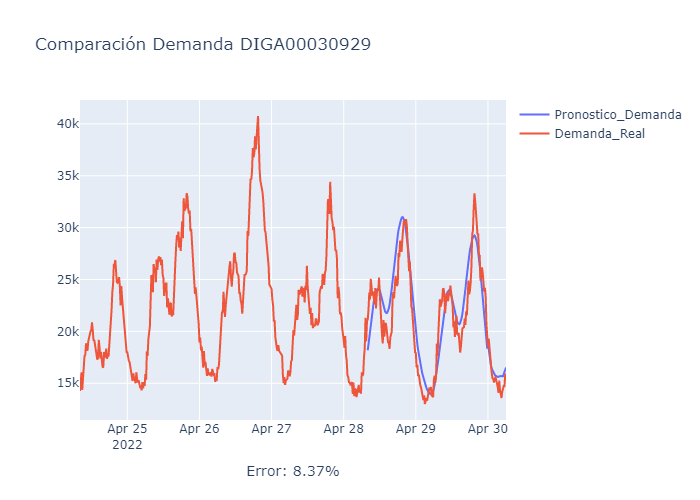 Comparación Demanda DIGA00030929
Pronostico_Demanda
Demanda_Real
40k
35k
30k
25k
20k
15k
Apr 25
2022
Apr 26
Apr 27
Apr 28
Apr 29
Apr 30
Error: 8.37%